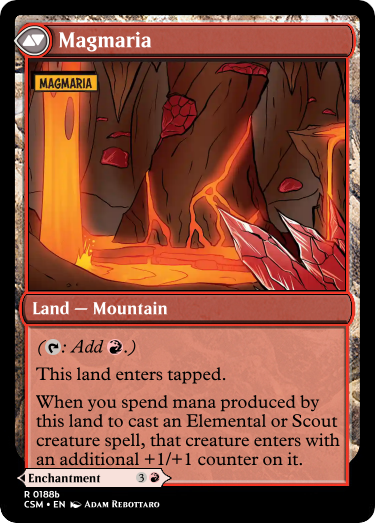 Magmaria
MAGMARIA
Land — Mountain
(: Add .)
This land enters tapped.
When you spend mana produced by
this land to cast an Elemental or Scout
creature spell, that creature enters with
an additional +1/+1 counter on it.
Enchantment 3
R 0188b
CSM • EN Adam Rebottaro